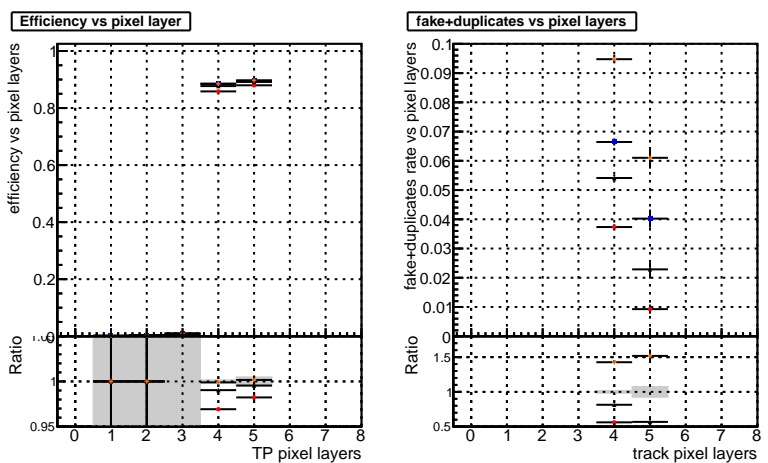 Efficiency vs pixel layer
efficiency vs pixel layers
1
0.8
0.6
0.4
0.2
0
Ratio
1
0.95
0 1 2 3 4 5 6 7 8
TP pixel layers
fake+duplicates vs pixel layers
fake+duplicates rate vs pixel layers
0.1
0.09
0.08
0.07
0.06
0.05
0.04
0.03
0.02
0.01
0
Ratio
1.5
1
0.5
0 1 2 3 4 5 6 7 8
track pixel layers